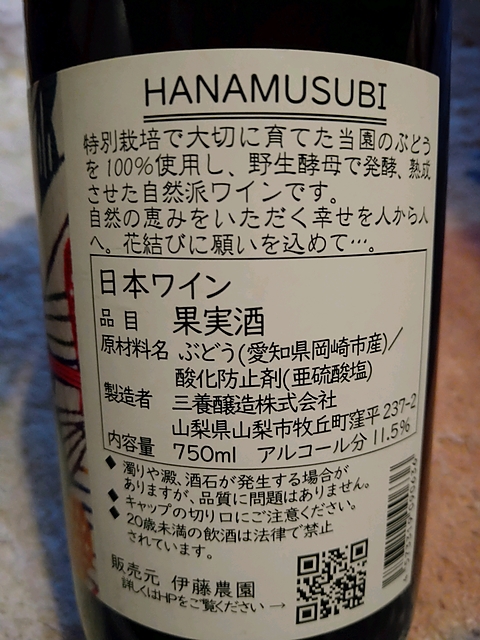 HANAMUSUBI
特別栽培で大切に育てた当園のぶどう
を100%使用し、野生酵母で発酵、熟成
させた自然派ワインです。
自然の恵みをいただく幸せを人から人
へ。花結びに願いを込めて…。
日本ワイン
品目 果実酒
原材料名 ぶどう(愛知県岡崎市産)/
酸化防止剤(亜硫酸塩)
製造者 三養醸造株式会社
山梨県山梨市牧丘町窪平237-2
内容量 750ml アルコール分11.5%
◆ 濁りや澱、酒石が発生する場合が
ありますが、品質に問題はありません。
◆ キャップの切り口にご注意ください。
◆ 20歳未満の飲酒は法律で禁止
されています。
販売元 伊藤農園
詳しくはHPをご覧ください→